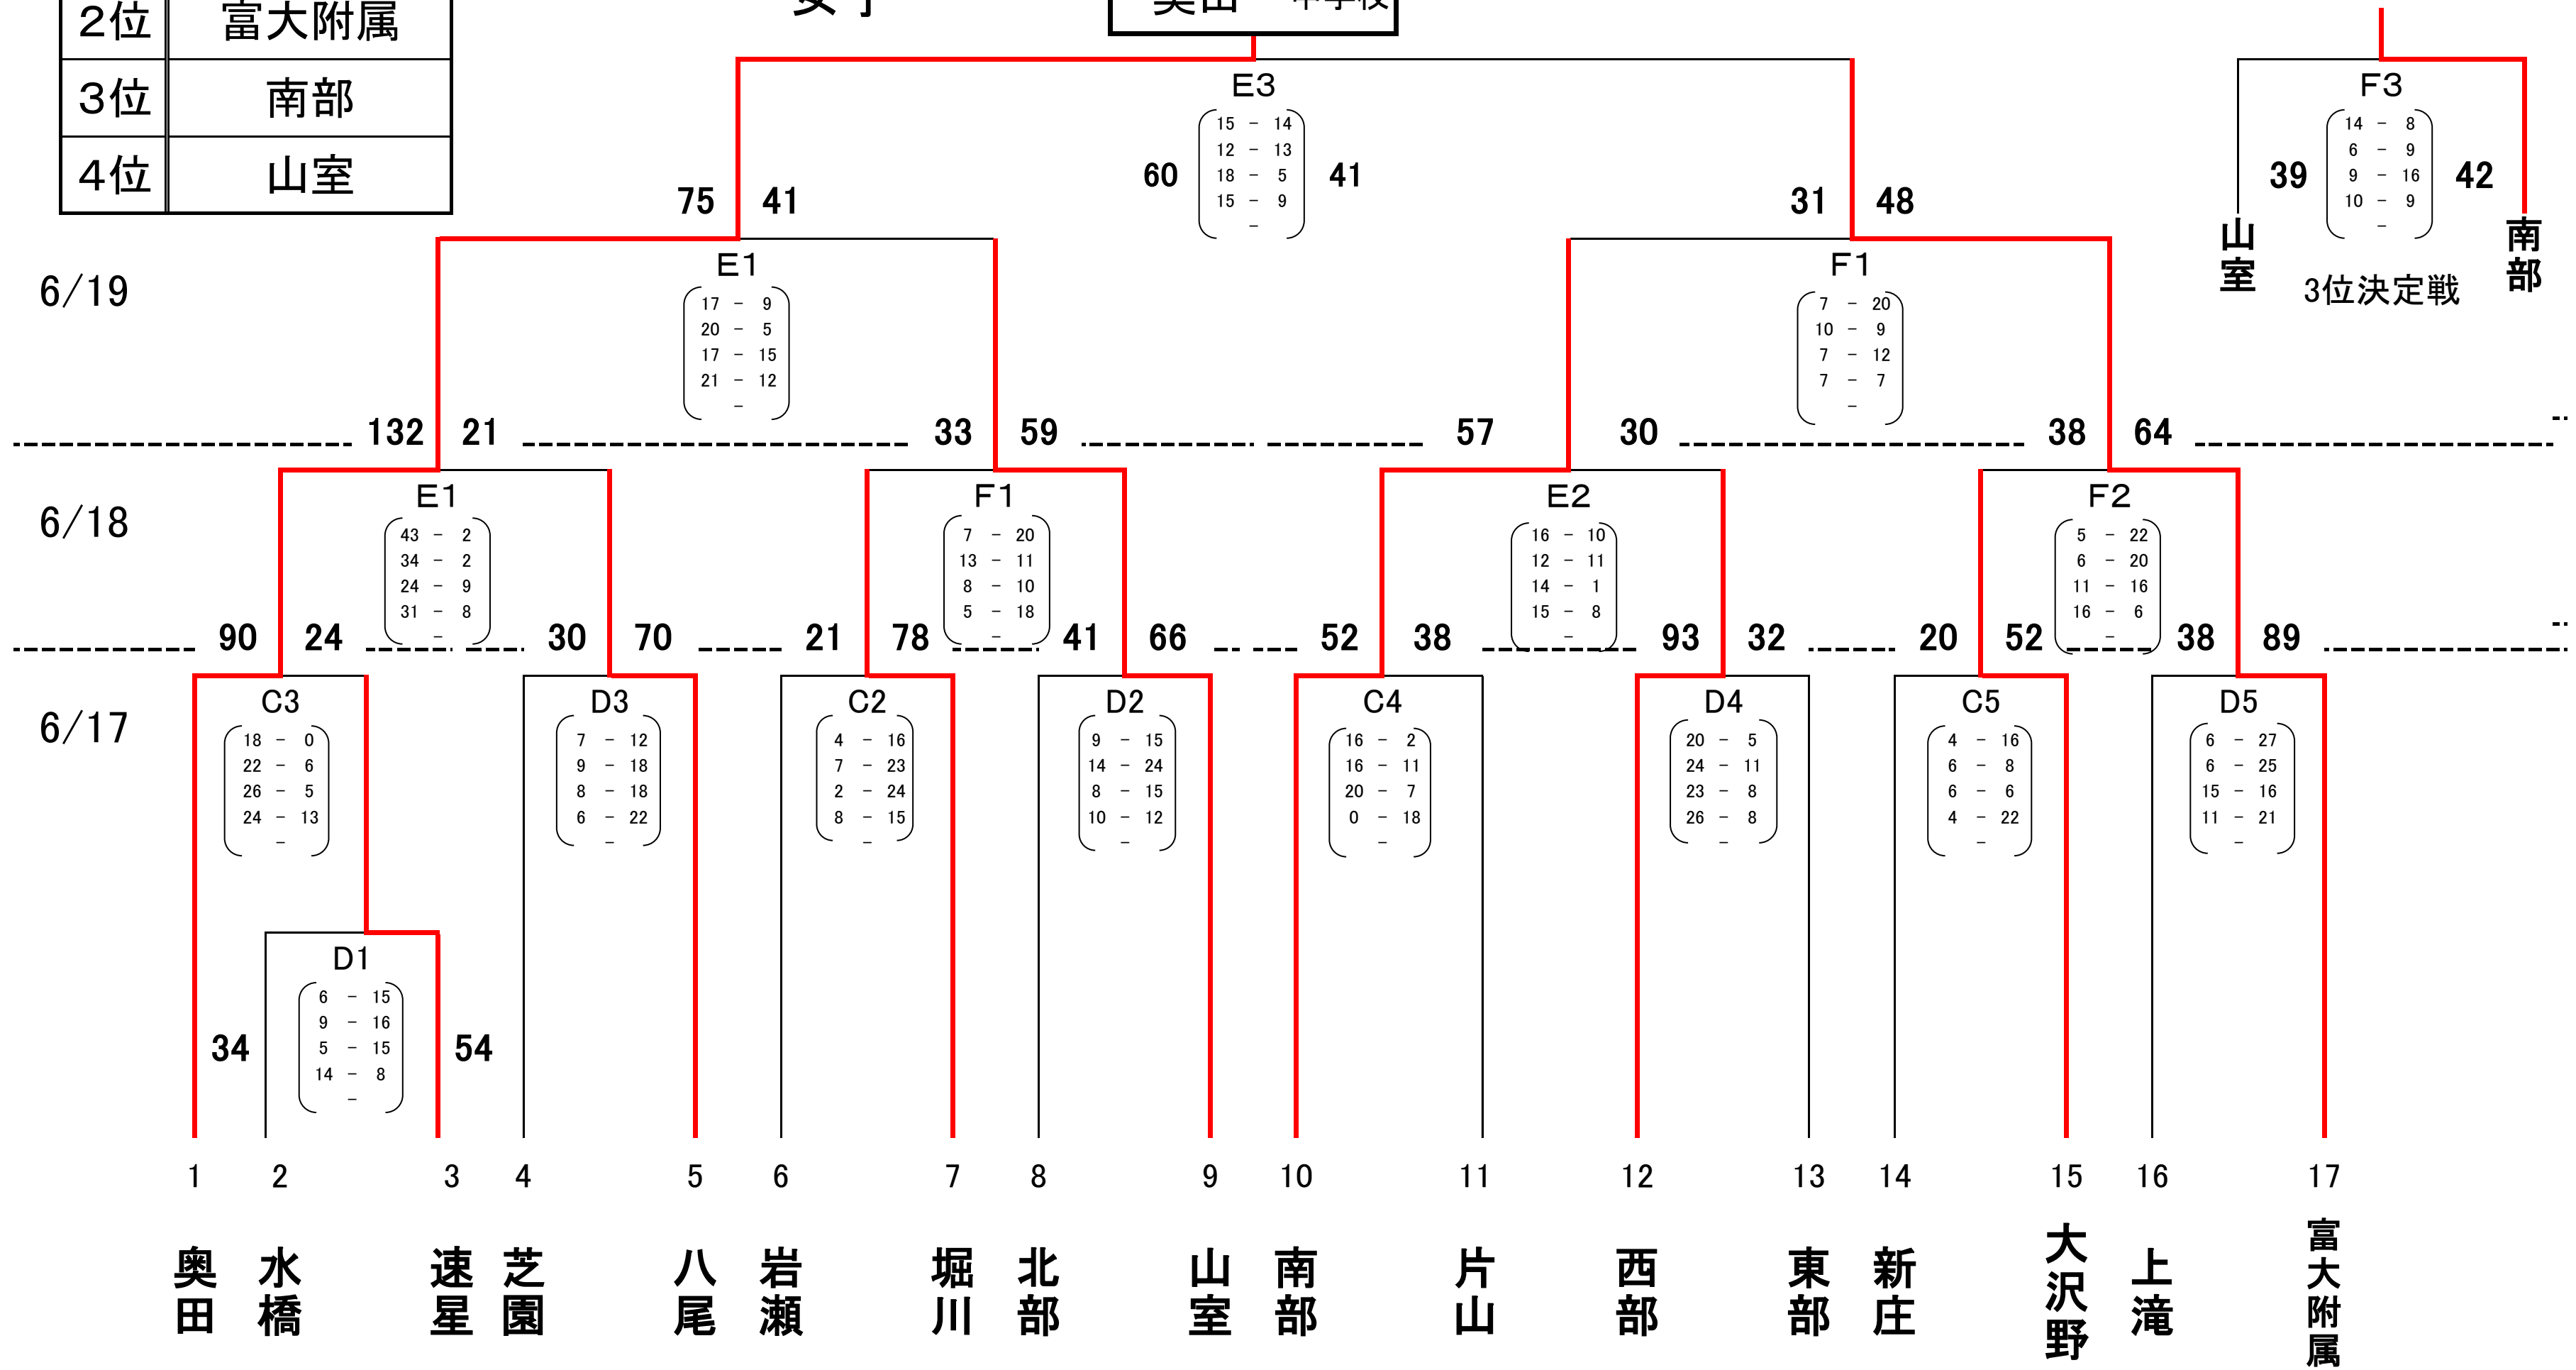 2位 富大附属
3位 南部
4位 山室
女子
奥田 中学校
E3
15 - 14
12 - 13
18 - 5
15 - 9
-
60 41
F3
14 - 8
6 - 9
9 - 16
10 - 9
-
39 42
山室
南部
3位決定戦
75 41
31 48
6/19
E1
17 - 9
20 - 5
17 - 15
21 - 12
-
F1
7 - 20
10 - 9
7 - 12
7 - 7
-
132 21
33 59
57 30
38 64
6/18
E1
43 - 2
34 - 2
24 - 9
31 - 8
-
F1
7 - 20
13 - 11
8 - 10
5 - 18
-
E2
16 - 10
12 - 11
14 - 1
15 - 8
-
F2
5 - 22
6 - 20
11 - 16
16 - 6
-
90 24
30 70
21 78
41 66
52 38
93 32
20 52
38 89
6/17
C3
18 - 0
22 - 6
26 - 5
24 - 13
-
D3
7 - 12
9 - 18
8 - 18
6 - 22
-
C2
4 - 16
7 - 23
2 - 24
8 - 15
-
D2
9 - 15
14 - 24
8 - 15
10 - 12
-
C4
16 - 2
16 - 11
20 - 7
0 - 18
-
D4
20 - 5
24 - 11
23 - 8
26 - 8
-
C5
4 - 16
6 - 8
6 - 6
4 - 22
-
D5
6 - 27
6 - 25
15 - 16
11 - 21
-
D1
6 - 15
9 - 16
5 - 15
14 - 8
-
34 54
1 2 3 4 5 6 7 8 9 10 11 12 13 14 15 16 17
奥田
水橋
速星
芝園
八尾
岩瀬
堀川
北部
山室
南部
片山
西部
東部
新庄
大沢野
上滝
富大附属